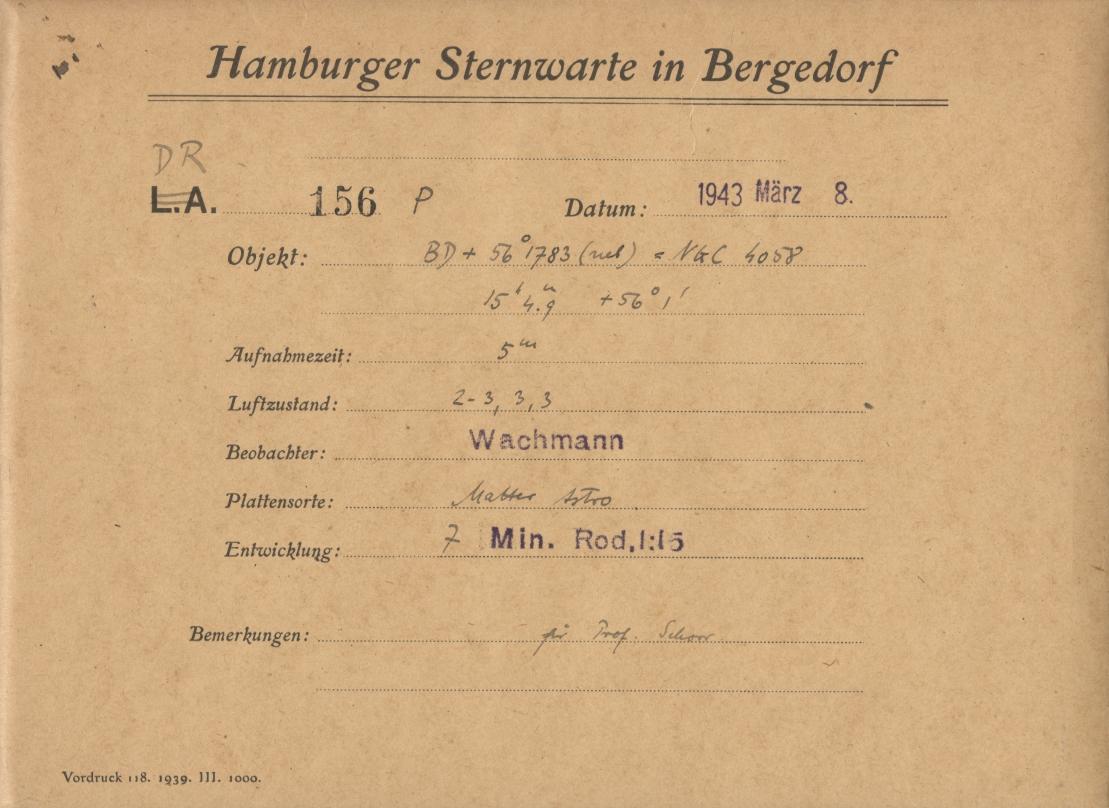 Hamburger Sternwarte in Bergedorf
DR
L.A. 156 P Datum: 1943 März 8.
Objekt: BD + 56° 1783 (neb) = NGC 4058
15ʰ 4.9ᵐ +56° 1'
Aufnahmezeit: 5ᵐ
Luftzustand: 2-3, 3, 3
Beobachter: Wachmann
Plattensorte: Matter Astro
Entwicklung: 7 Min. Rod. 1:15
Bemerkungen: für Prof. Schorr
Vordruck 118. 1939. III. 1000.